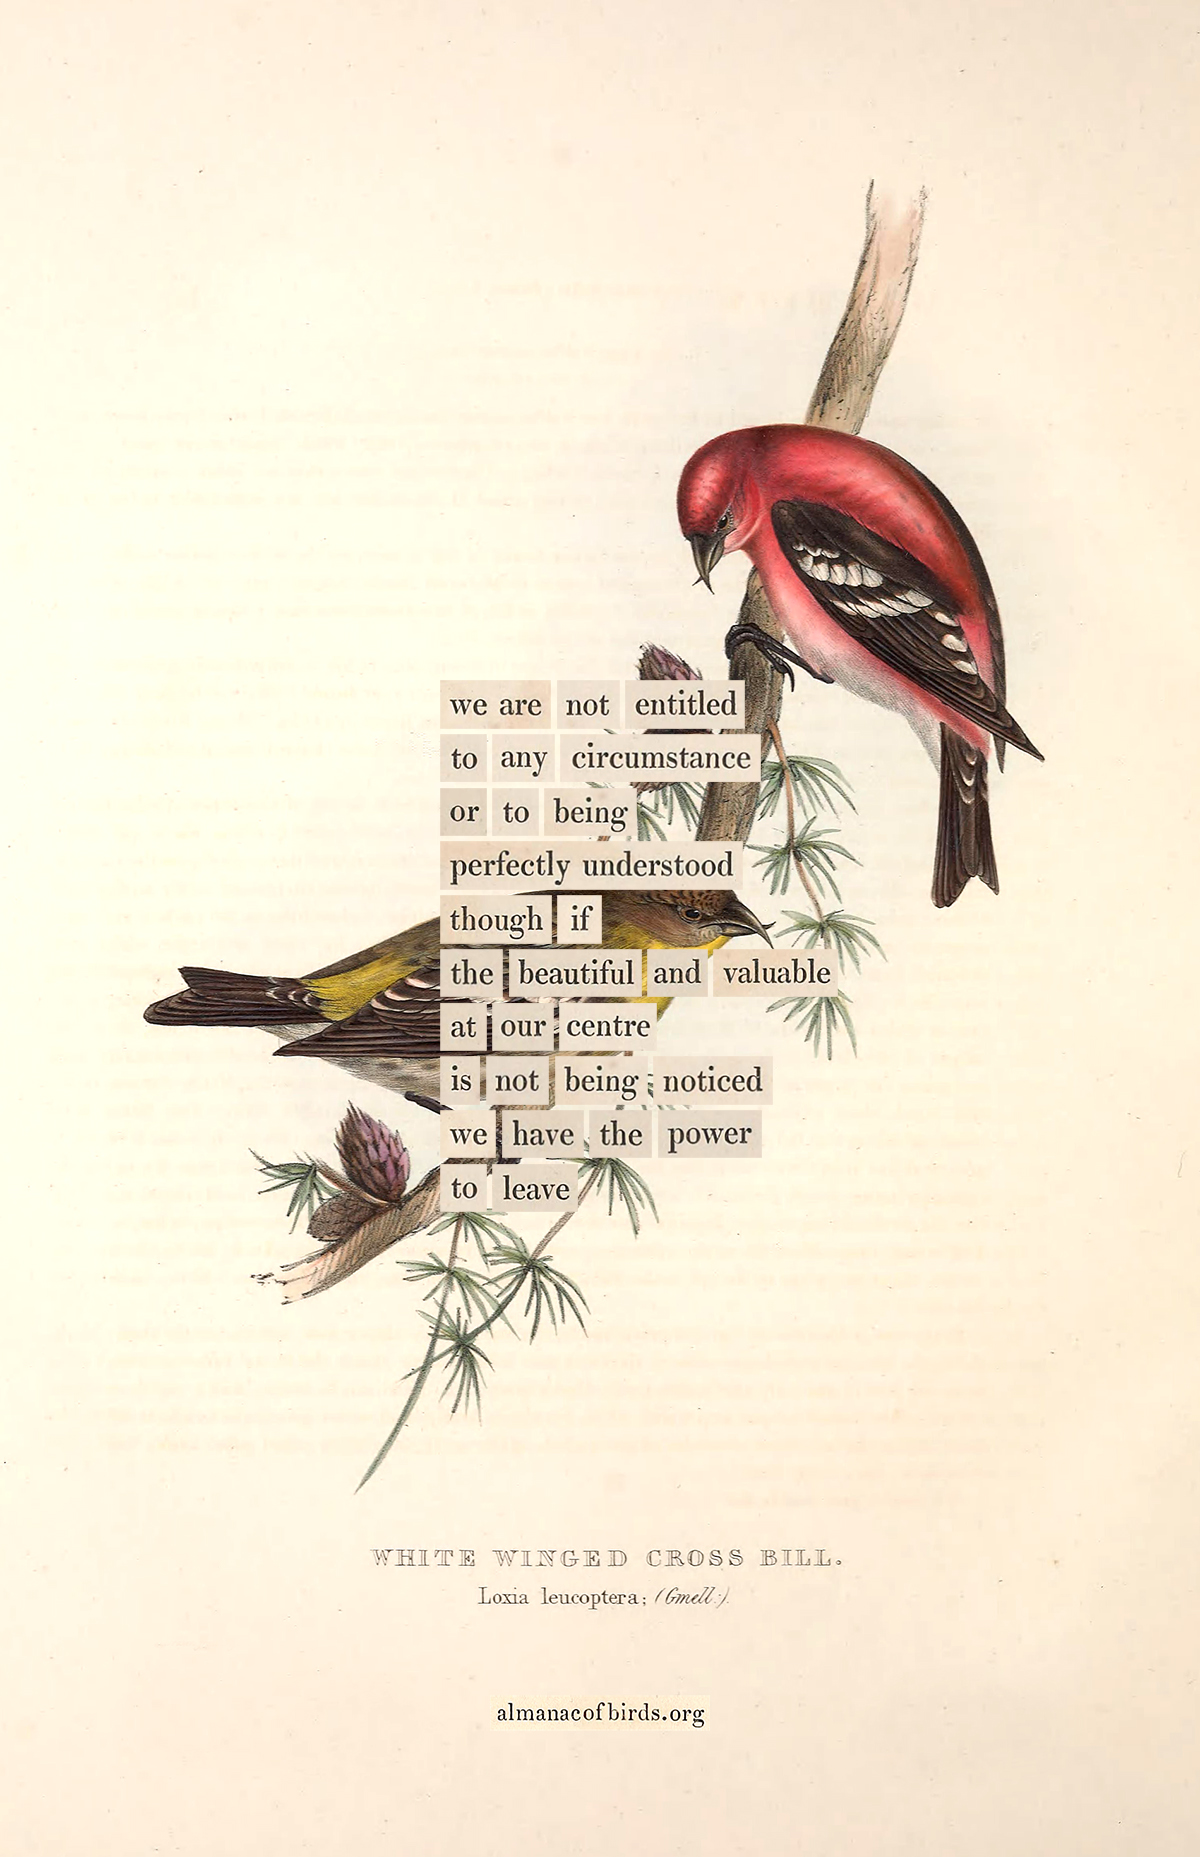 we are not entitled
to any circumstance
or to being
perfectly understood
though if
the beautiful and valuable
at our centre
is not being noticed
we have the power
to leave
WHITE WINGED CROSS BILL.
Loxia leucoptera; (Gmell:).
almanacofbirds.org